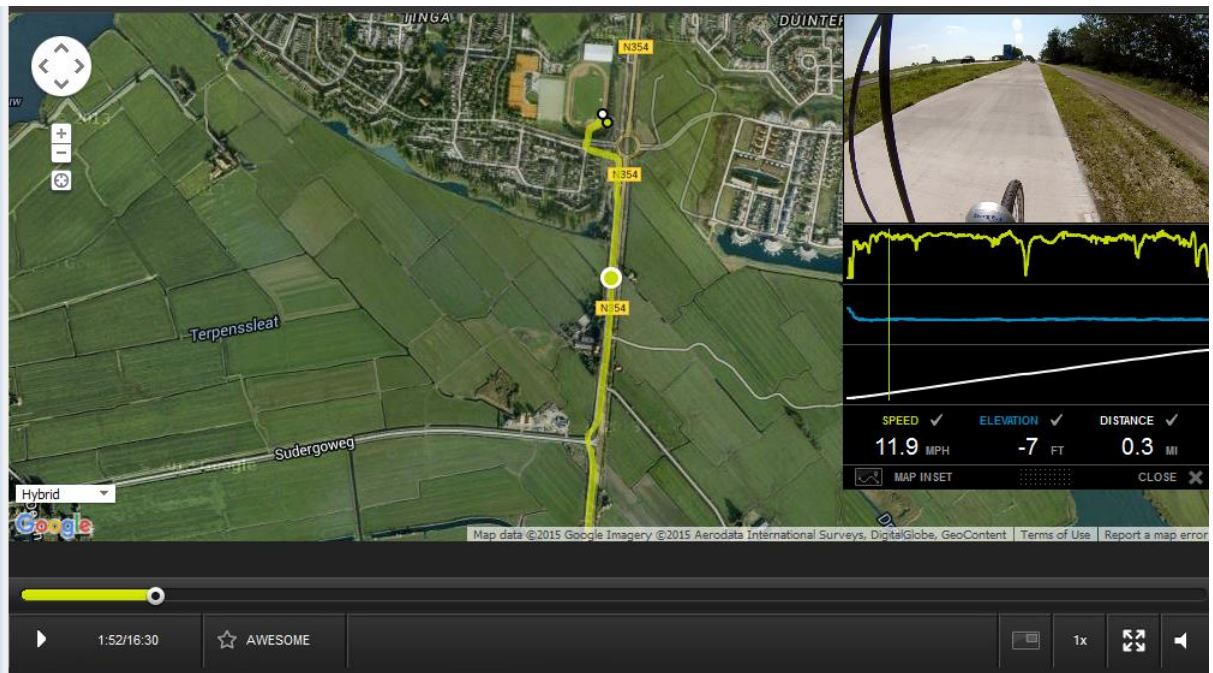 TINGA
DUINTER
N354
2013
N354
N354
Terpenssleat
Sudergoweg
Hybrid
Google
Map data ©2015 Google Imagery ©2015 Aerodata International Surveys, DigitalGlobe, GeoContent
Terms of Use
Report a map error
SPEED
ELEVATION
DISTANCE
11.9 MPH
-7 FT
0.3 MI
MAP INSET
CLOSE
1:52/16:30
AWESOME
1x